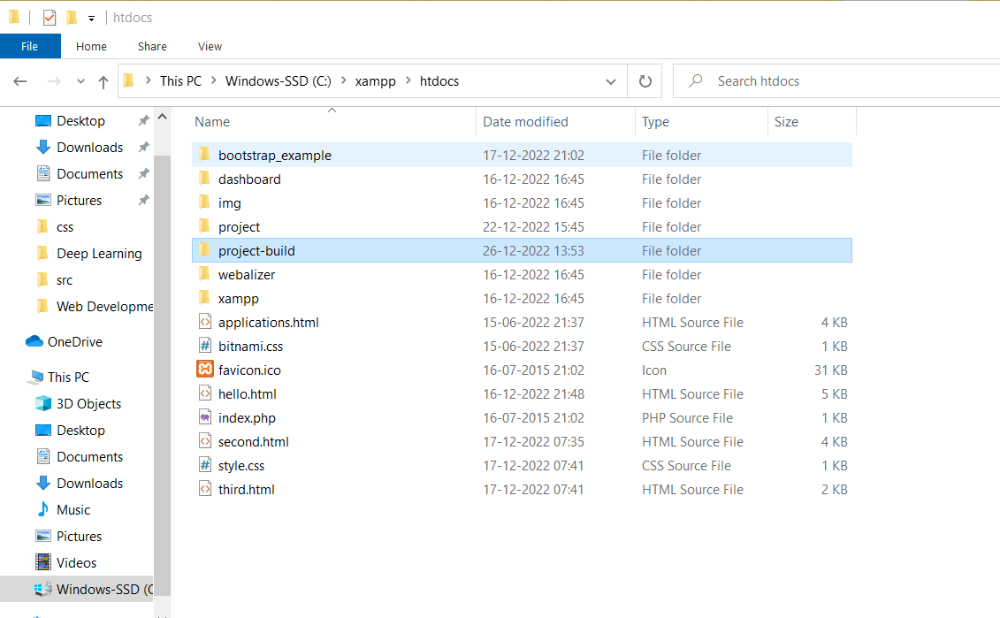 htdocs
File Home Share View
This PC Windows-SSD (C:) xampp htdocs Search htdocs
Desktop
Downloads
Documents
Pictures
css
Deep Learning
src
Web Developme
OneDrive
This PC
3D Objects
Desktop
Documents
Downloads
Music
Pictures
Videos
Windows-SSD (C
Name Date modified Type Size
bootstrap_example 17-12-2022 21:02 File folder
dashboard 16-12-2022 16:45 File folder
img 16-12-2022 16:45 File folder
project 22-12-2022 15:45 File folder
project-build 26-12-2022 13:53 File folder
webalizer 16-12-2022 16:45 File folder
xampp 16-12-2022 16:45 File folder
applications.html 15-06-2022 21:37 HTML Source File 4 KB
bitnami.css 15-06-2022 21:37 CSS Source File 1 KB
favicon.ico 16-07-2015 21:02 Icon 31 KB
hello.html 16-12-2022 21:48 HTML Source File 5 KB
index.php 16-07-2015 21:02 PHP Source File 1 KB
second.html 17-12-2022 07:35 HTML Source File 4 KB
style.css 17-12-2022 07:41 CSS Source File 1 KB
third.html 17-12-2022 07:41 HTML Source File 2 KB